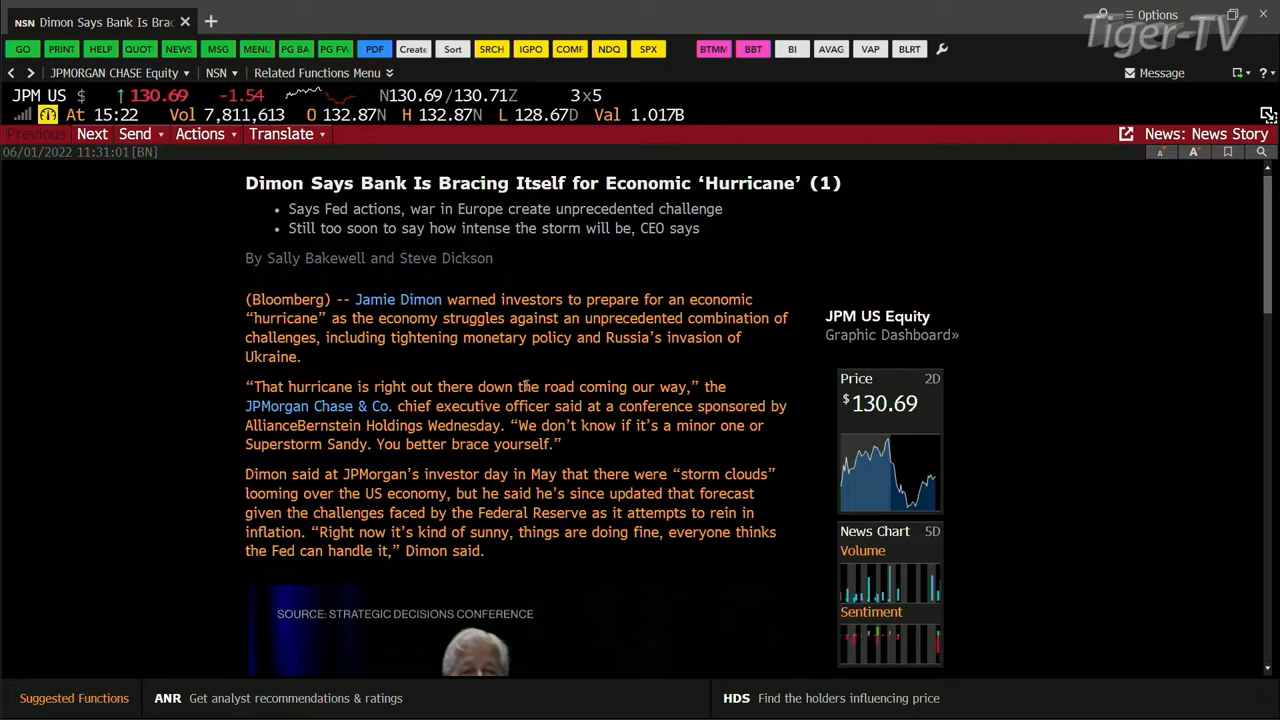 NSN Dimon Says Bank Is Brac
Options
Tiger-TV
GO PRINT HELP QUOT NEWS MSG MENU PG BA PG FW PDF Create Sort SRCH IGPO COMP NDQ SPX BTMM BBT BI AVAG VAP BLRT
JPMORGAN CHASE Equity NSN Related Functions Menu Message ?
JPM US $ ↑130.69 -1.54 N130.69/130.71Z 3x5
At 15:22 Vol 7,811,613 O 132.87N H 132.87N L 128.67D Val 1.017B
Previous Next Send Actions Translate News: News Story
06/01/2022 11:31:01 [BN]
Dimon Says Bank Is Bracing Itself for Economic ‘Hurricane’ (1)
• Says Fed actions, war in Europe create unprecedented challenge
• Still too soon to say how intense the storm will be, CEO says
By Sally Bakewell and Steve Dickson
(Bloomberg) -- Jamie Dimon warned investors to prepare for an economic
“hurricane” as the economy struggles against an unprecedented combination of
challenges, including tightening monetary policy and Russia’s invasion of
Ukraine.
“That hurricane is right out there down the road coming our way,” the
JPMorgan Chase & Co. chief executive officer said at a conference sponsored by
AllianceBernstein Holdings Wednesday. “We don’t know if it’s a minor one or
Superstorm Sandy. You better brace yourself.”
Dimon said at JPMorgan’s investor day in May that there were “storm clouds”
looming over the US economy, but he said he’s since updated that forecast
given the challenges faced by the Federal Reserve as it attempts to rein in
inflation. “Right now it’s kind of sunny, things are doing fine, everyone thinks
the Fed can handle it,” Dimon said.
SOURCE: STRATEGIC DECISIONS CONFERENCE
JPM US Equity
Graphic Dashboard»
Price 2D
$130.69
News Chart 5D
Volume
Sentiment
Suggested Functions ANR Get analyst recommendations & ratings HDS Find the holders influencing price